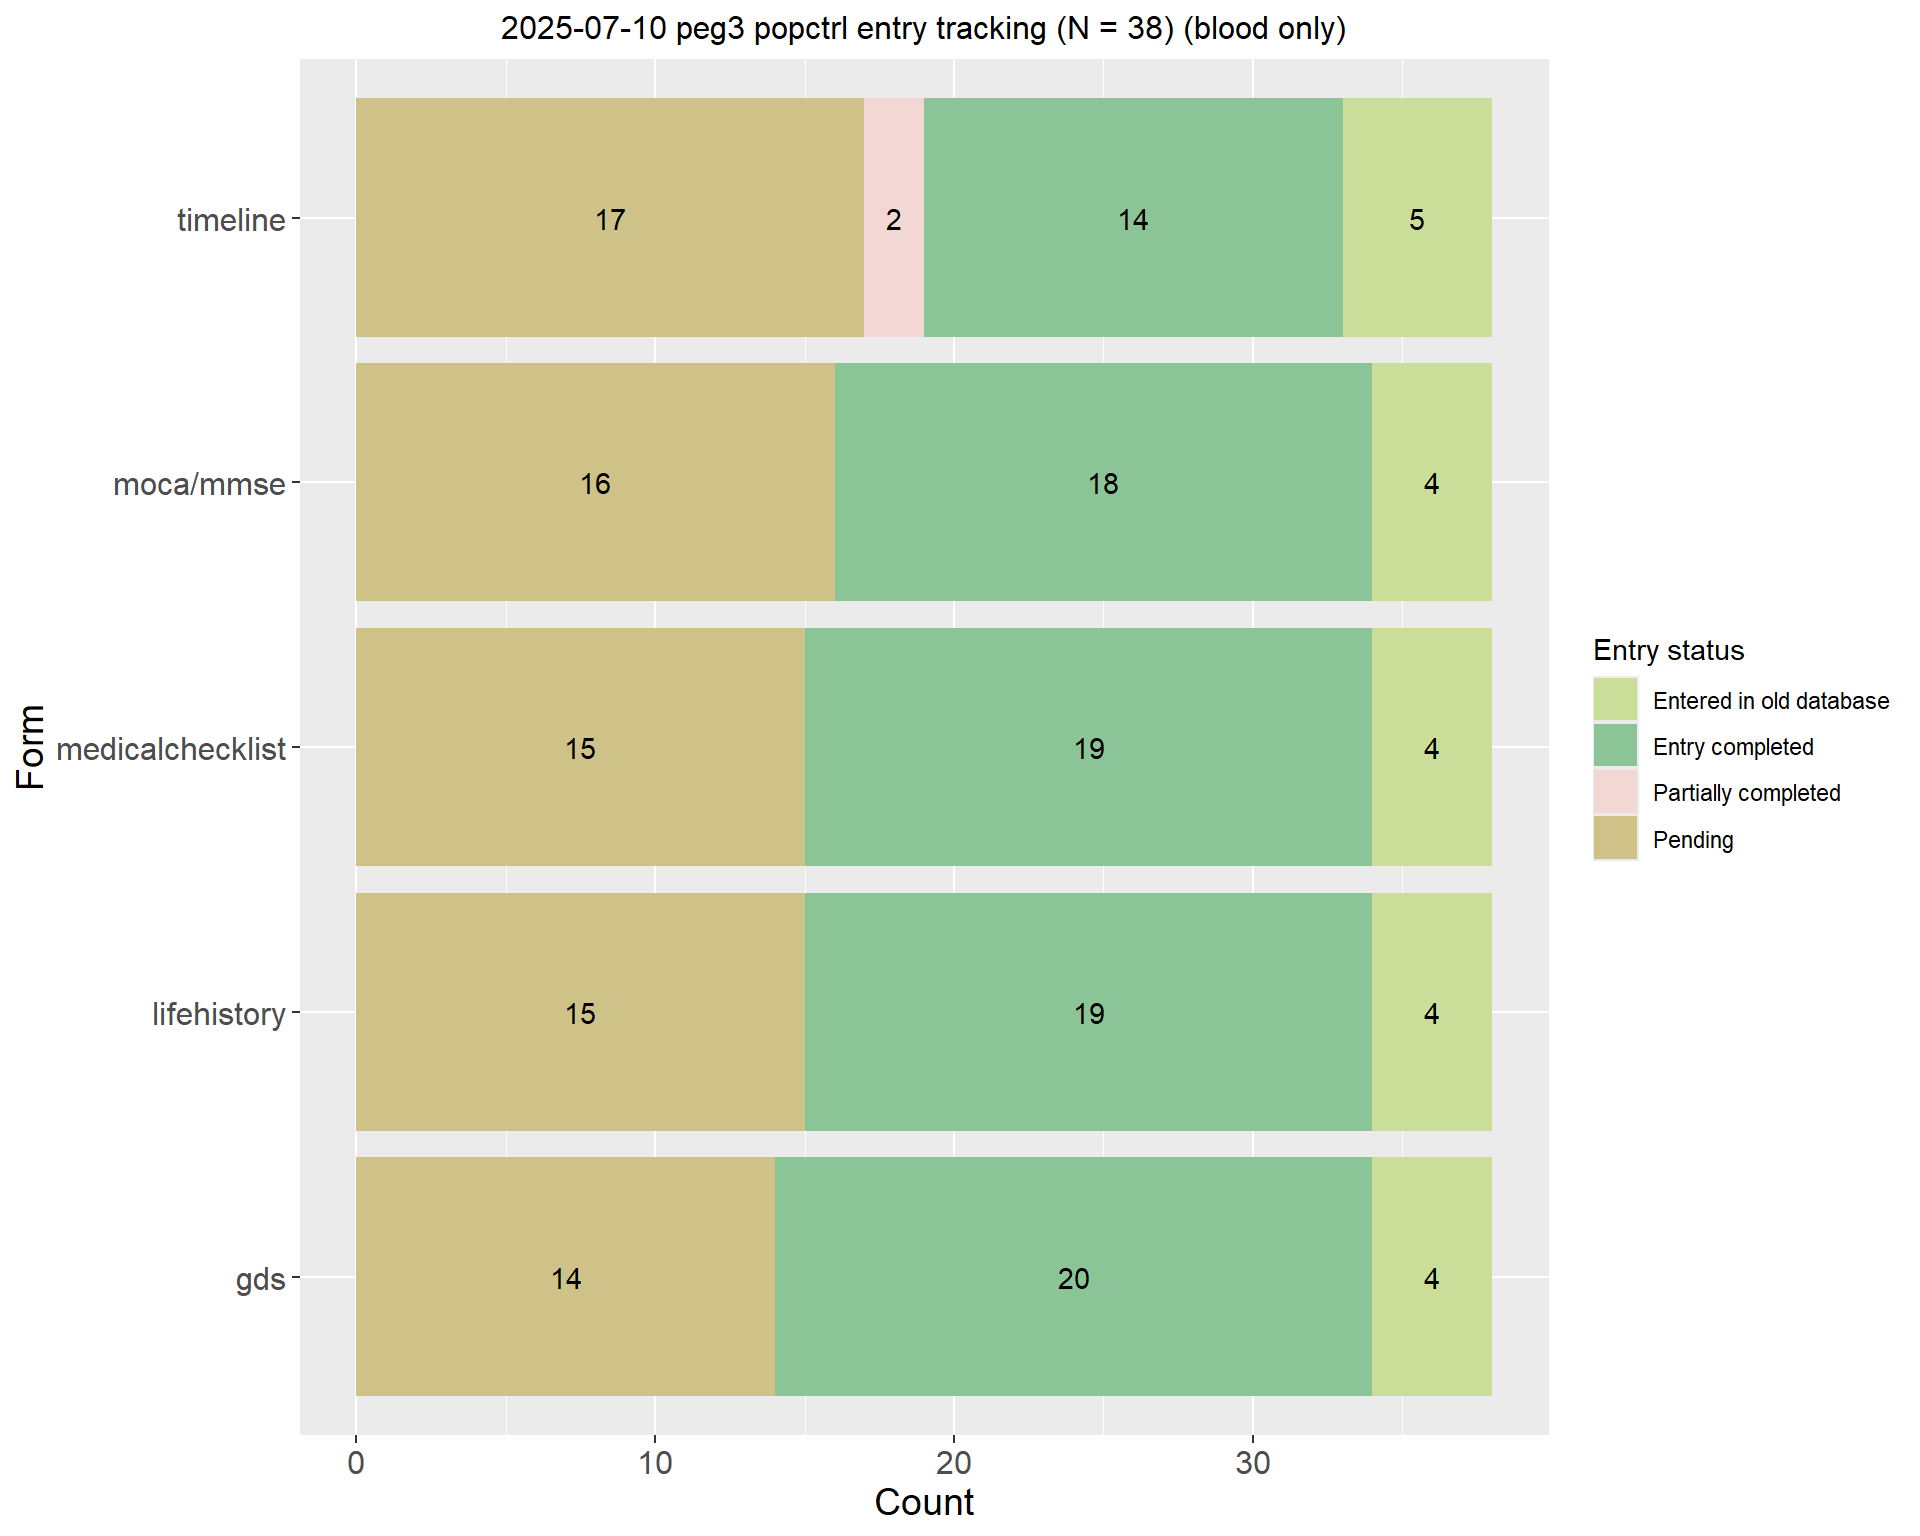 2025-07-10 peg3 popctrl entry tracking (N = 38) (blood only)
timeline
17
2
14
5
moca/mmse
16
18
4
medicalchecklist
15
19
4
lifehistory
15
19
4
gds
14
20
4
0
10
20
30
Count
Form
Entry status
Entered in old database
Entry completed
Partially completed
Pending